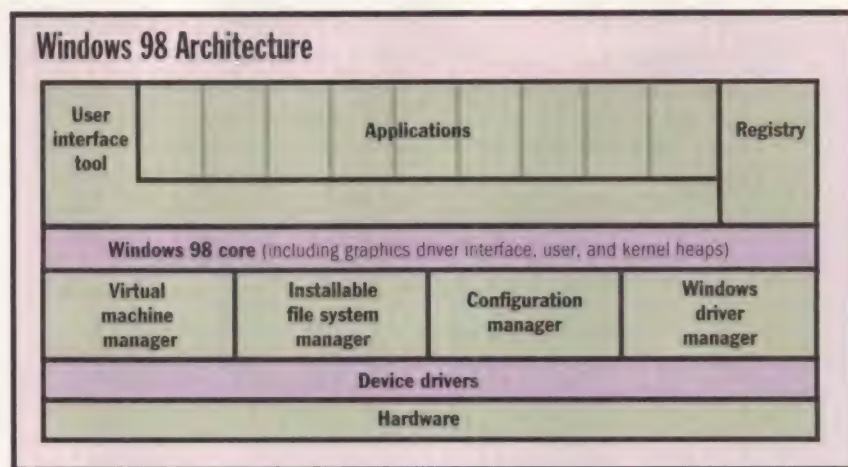 Windows 98 Architecture
User
interface
tool
Applications
Registry
Windows 98 core (including graphics driver interface, user, and kernel heaps)
Virtual
machine
manager
Installable
file system
manager
Configuration
manager
Windows
driver
manager
Device drivers
Hardware